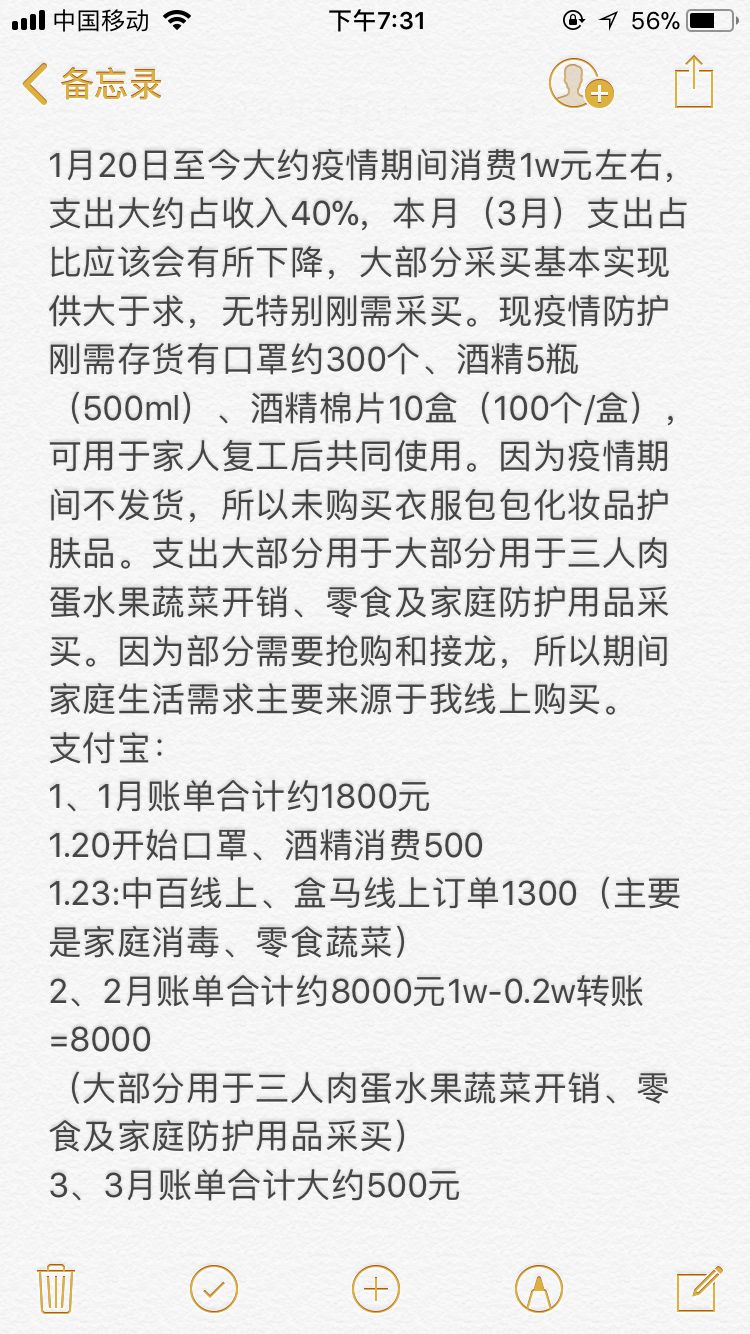 中国移动 下午7:31 56%
备忘录
1月20日至今大约疫情期间消费1w元左右，
支出大约占收入40%，本月（3月）支出占
比应该会有所下降，大部分采买基本实现
供大于求，无特别刚需采买。现疫情防护
刚需存货有口罩约300个、酒精5瓶
（500ml）、酒精棉片10盒（100个/盒），
可用于家人复工后共同使用。因为疫情期
间不发货，所以未购买衣服包包化妆品护
肤品。支出大部分用于大部分用于三人肉
蛋水果蔬菜开销、零食及家庭防护用品采
买。因为部分需要抢购和接龙，所以期间
家庭生活需求主要来源于我线上购买。
支付宝：
1、1月账单合计约1800元
1.20开始口罩、酒精消费500
1.23:中百线上、盒马线上订单1300（主要
是家庭消毒、零食蔬菜）
2、2月账单合计约8000元1w-0.2w转账
=8000
（大部分用于三人肉蛋水果蔬菜开销、零
食及家庭防护用品采买）
3、3月账单合计大约500元